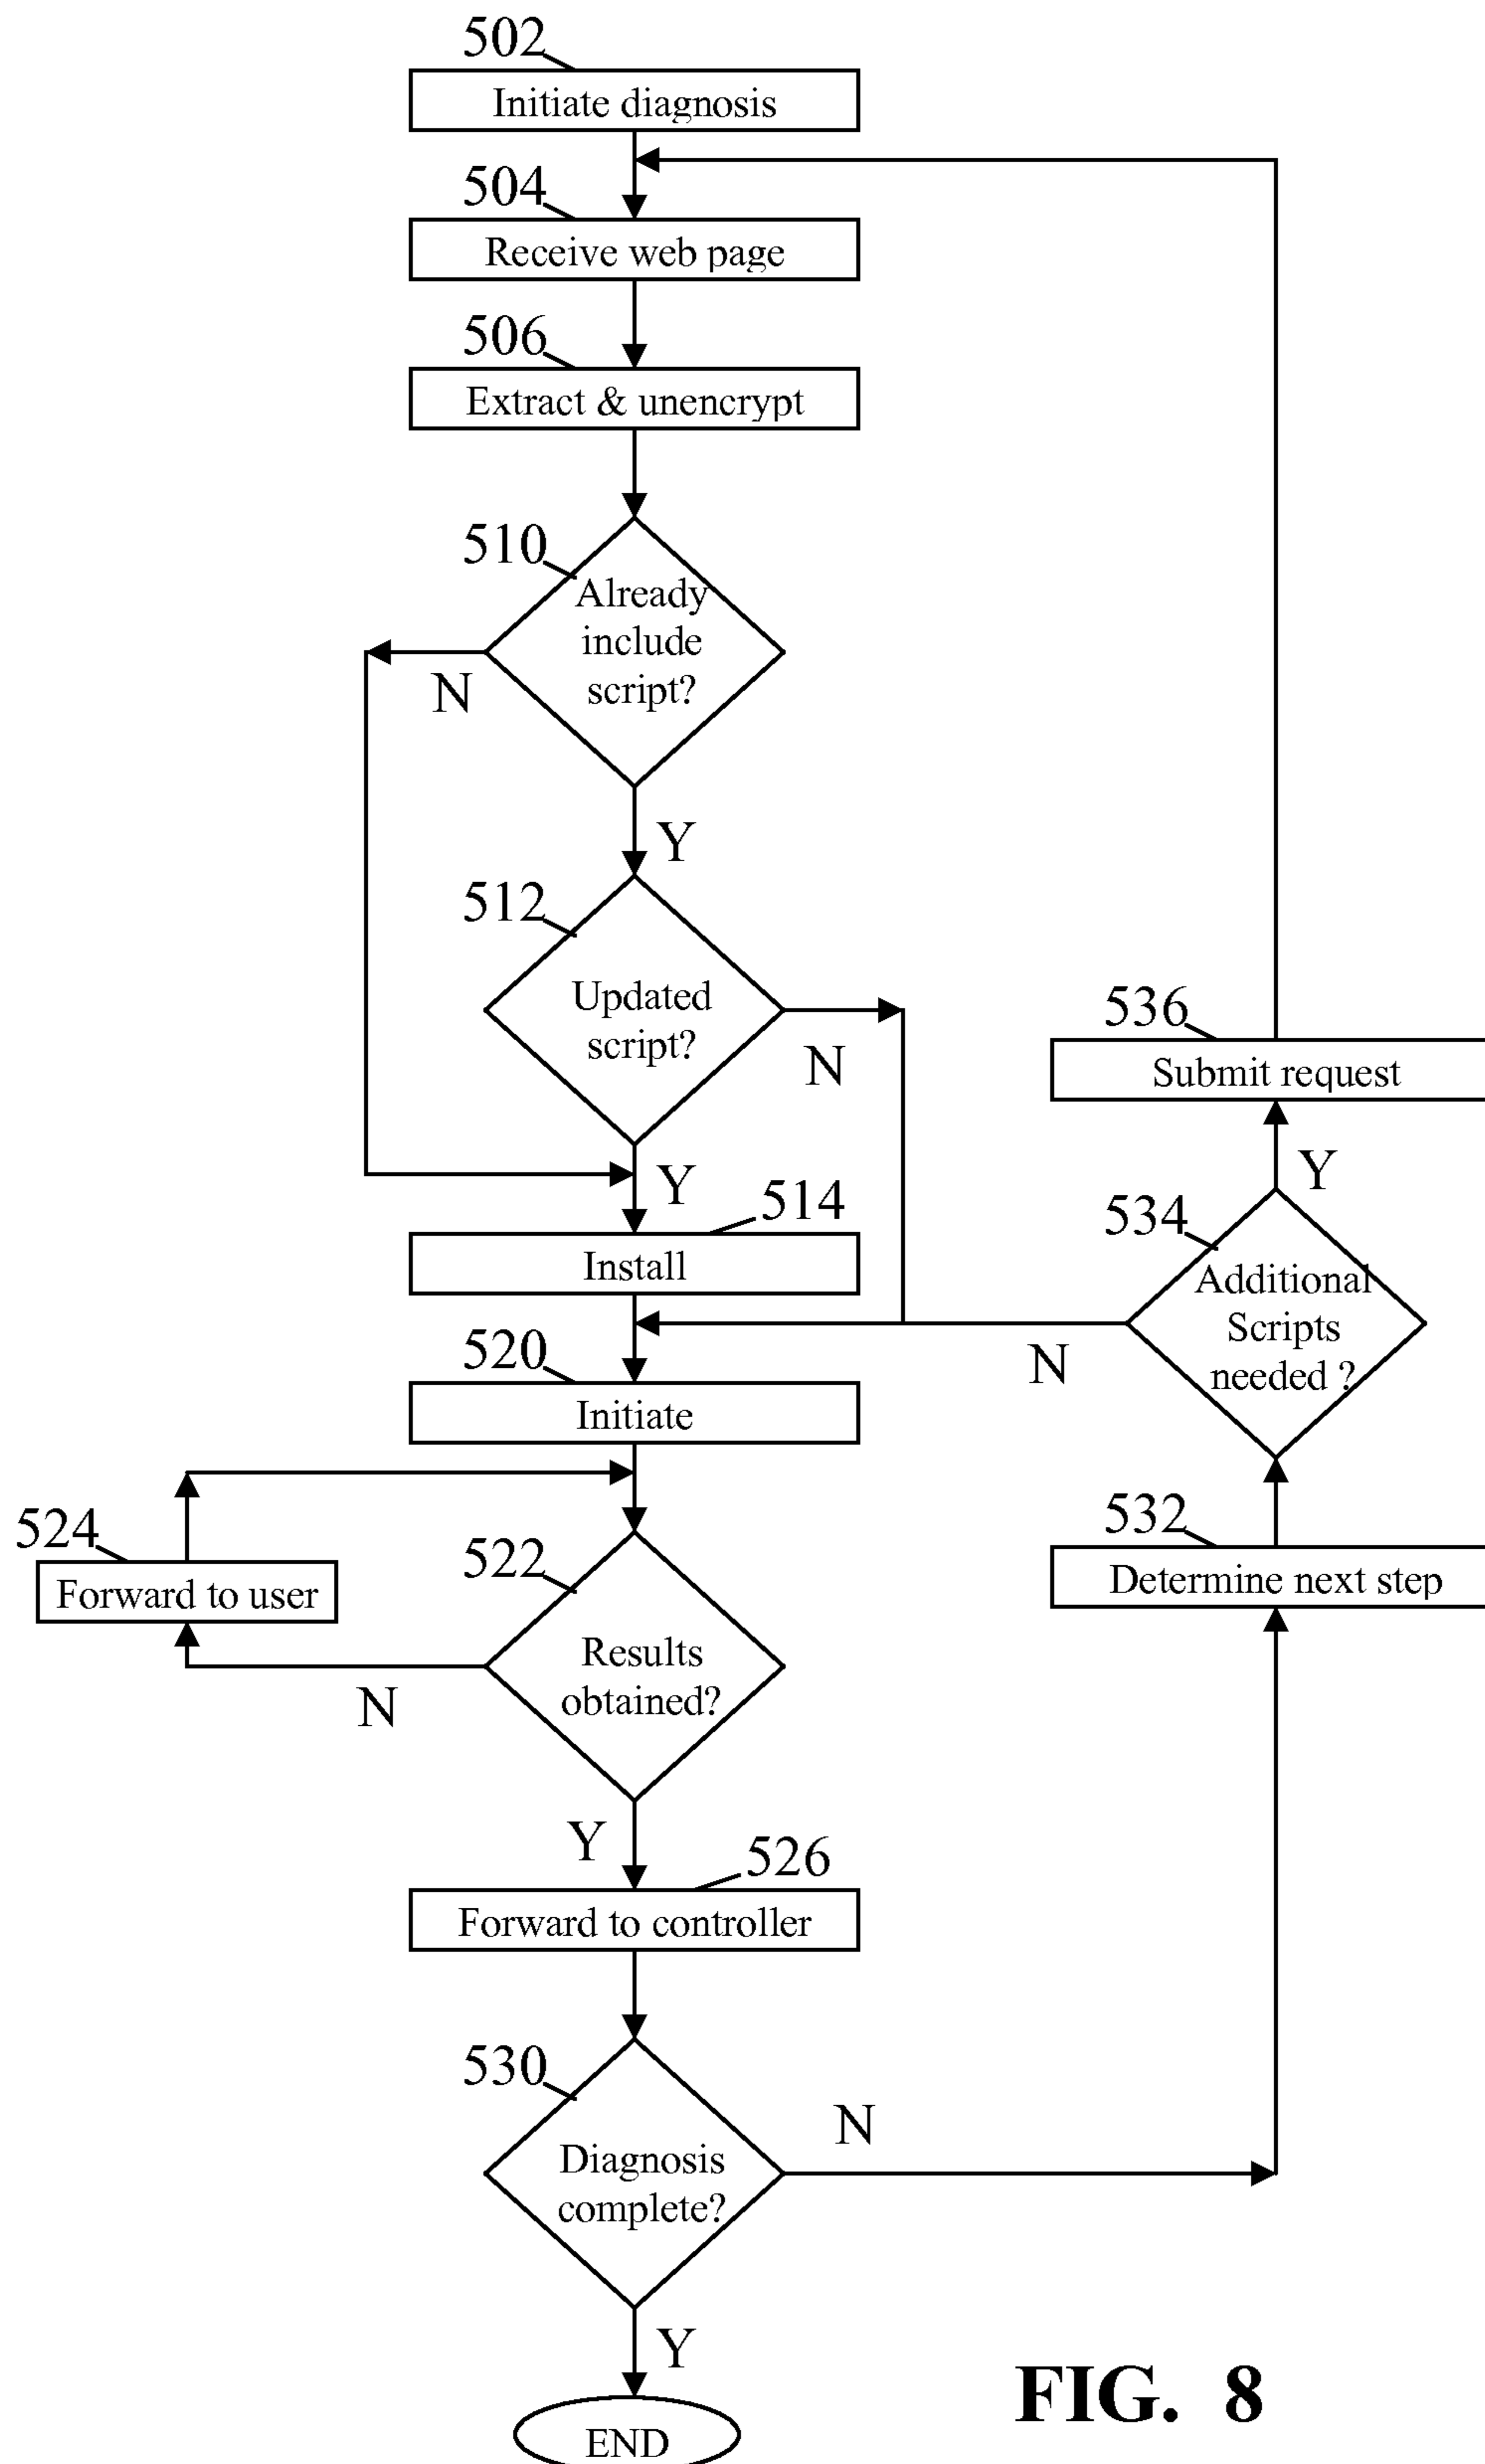 502
Initiate diagnosis
504
Receive web page
506
Extract & unencrypt
510
Already
include
script?
N
Y
512
Updated
script?
N
536
Submit request
Y
Y
514
534
Install
Additional
Scripts
needed ?
N
520
Initiate
524
Forward to user
522
532
Determine next step
Results
obtained?
N
Y
526
Forward to controller
530
N
Diagnosis
complete?
Y
END
FIG. 8